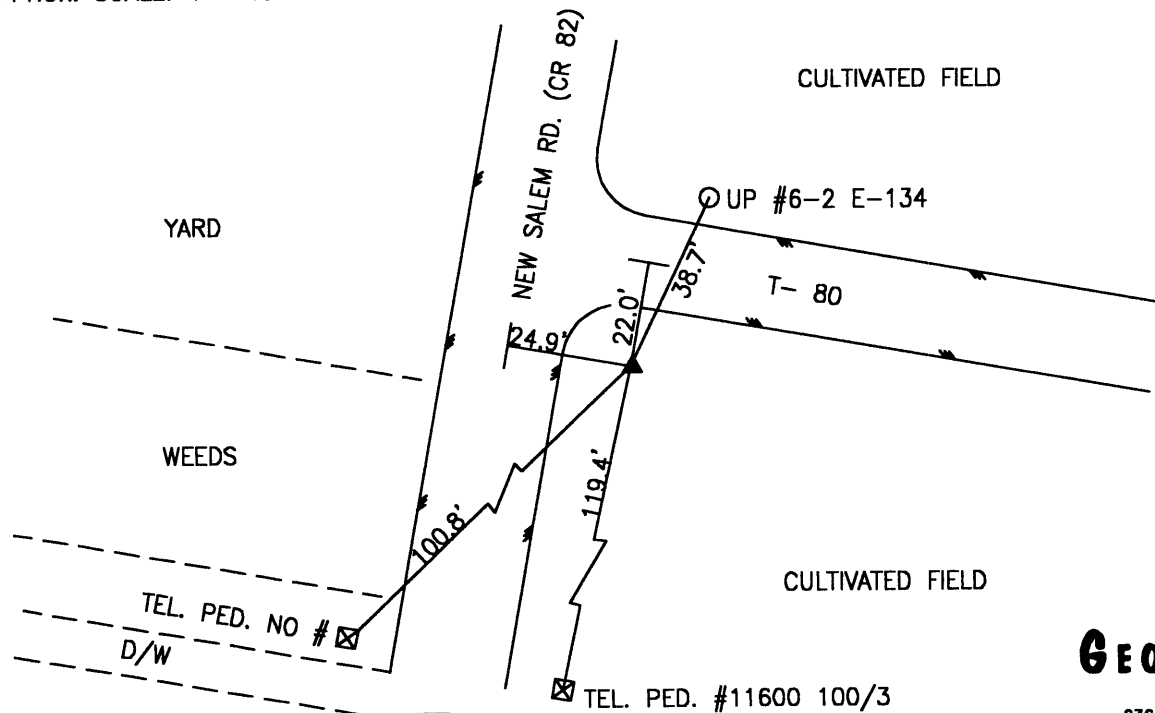 CULTIVATED FIELD
NEW SALEM RD. (CR 82)
UP #6-2 E-134
YARD
38.7'
T- 80
22.0'
24.9'
WEEDS
119.4'
100.8'
CULTIVATED FIELD
TEL. PED. NO #
D/W
TEL. PED. #11600 100/3